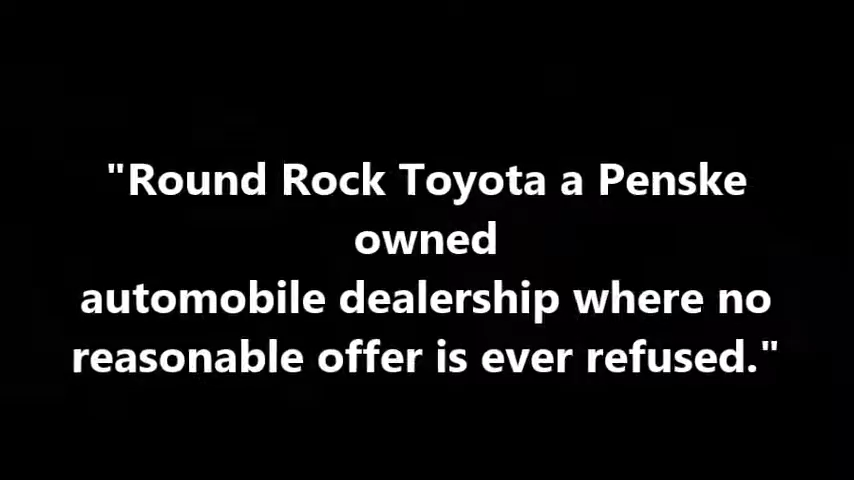 "Round Rock Toyota a Penske
owned
automobile dealership where no
reasonable offer is ever refused."